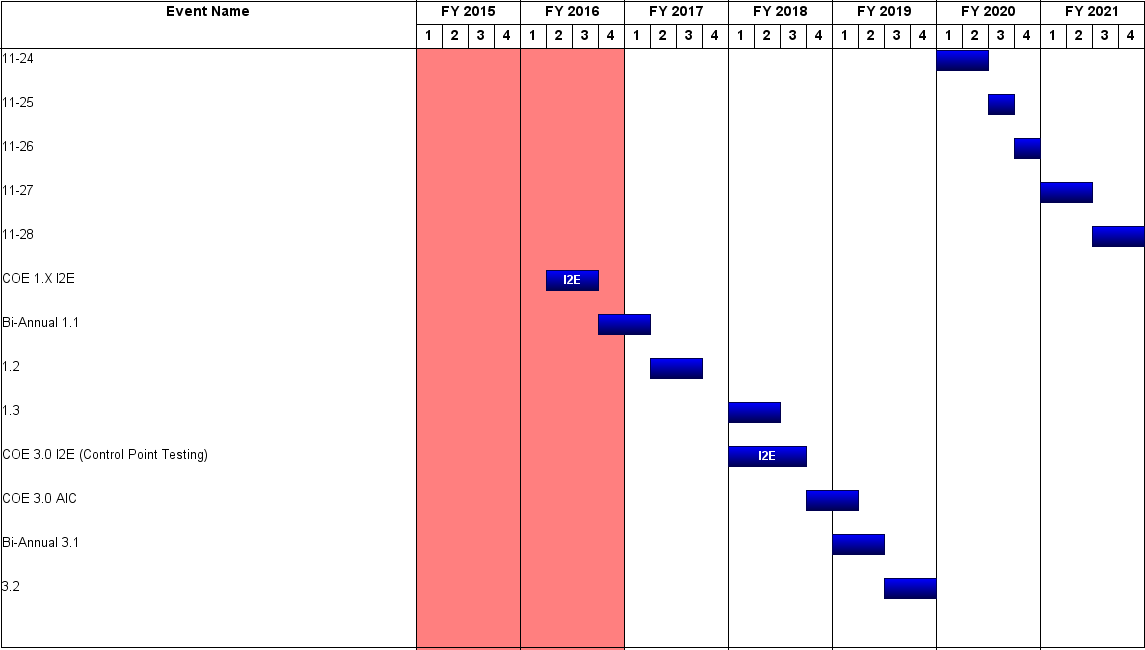 Event Name FY 2015 FY 2016 FY 2017 FY 2018 FY 2019 FY 2020 FY 2021
1 2 3 4 1 2 3 4 1 2 3 4 1 2 3 4 1 2 3 4 1 2 3 4 1 2 3 4
11-24
11-25
11-26
11-27
11-28
COE 1.X I2E I2E
Bi-Annual 1.1
1.2
1.3
COE 3.0 I2E (Control Point Testing) I2E
COE 3.0 AIC
Bi-Annual 3.1
3.2